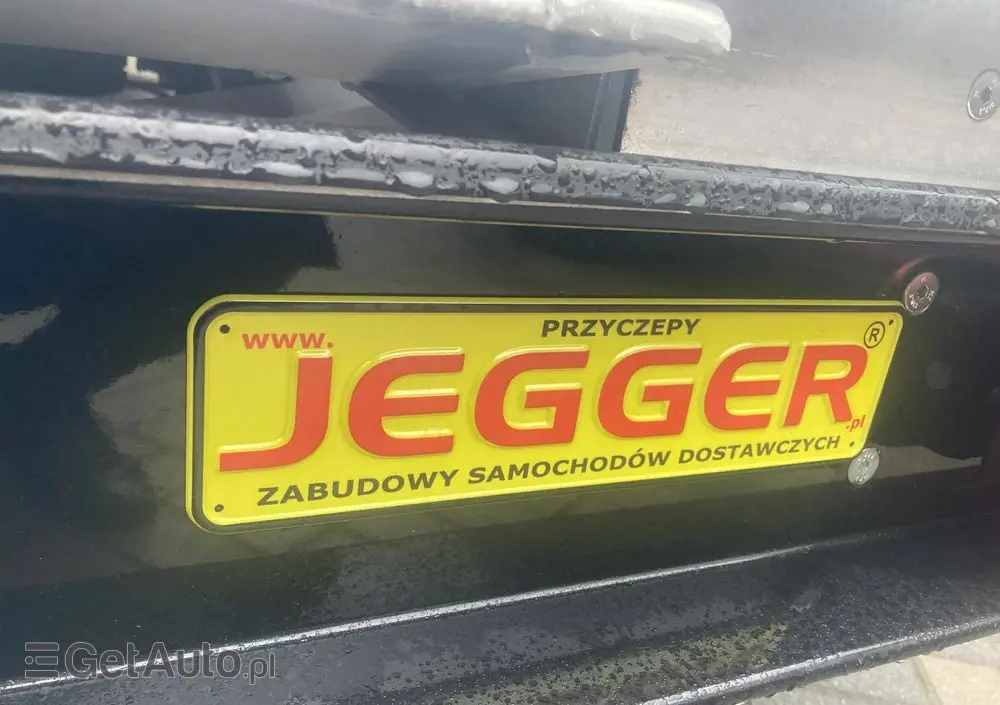 PRZYCZEPY
www.
JEGGER®
.pl
ZABUDOWY SAMOCHODÓW DOSTAWCZYCH
GetAuto.pl